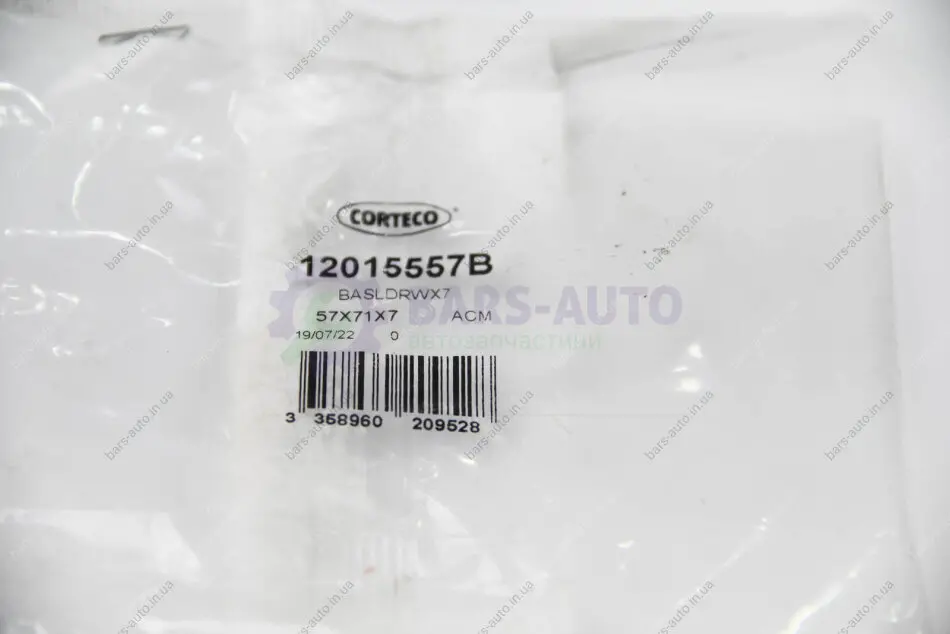 CORTECO
12015557B
BASLDRWX7
57X71X7 ACM
19/07/22 0
3 358960 209528
BARS-AUTO
автозапчастини
bars-auto.in.ua